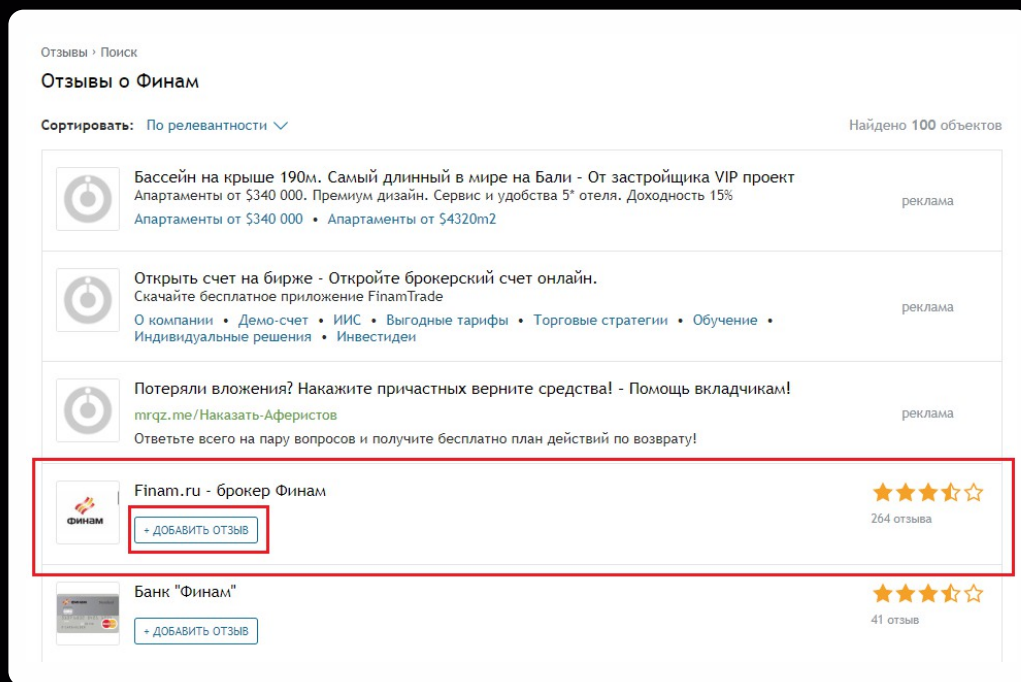 Отзывы › Поиск
Отзывы о Финам
Сортировать: По релевантности
Найдено 100 объектов
Бассейн на крыше 190м. Самый длинный в мире на Бали - От застройщика VIP проект
Апартаменты от $340 000. Премиум дизайн. Сервис и удобства 5* отеля. Доходность 15%
Апартаменты от $340 000 • Апартаменты от $4320m2
реклама
Открыть счет на бирже - Откройте брокерский счет онлайн.
Скачайте бесплатное приложение FinamTrade
О компании • Демо-счет • ИИС • Выгодные тарифы • Торговые стратегии • Обучение •
Индивидуальные решения • Инвестидеи
реклама
Потеряли вложения? Накажите причастных верните средства! - Помощь вкладчикам!
mrqz.me/Наказать-Аферистов
Ответьте всего на пару вопросов и получите бесплатно план действий по возврату!
реклама
ФИНАМ
Finam.ru - брокер Финам
+ ДОБАВИТЬ ОТЗЫВ
264 отзыва
Банк "Финам"
+ ДОБАВИТЬ ОТЗЫВ
41 отзыв